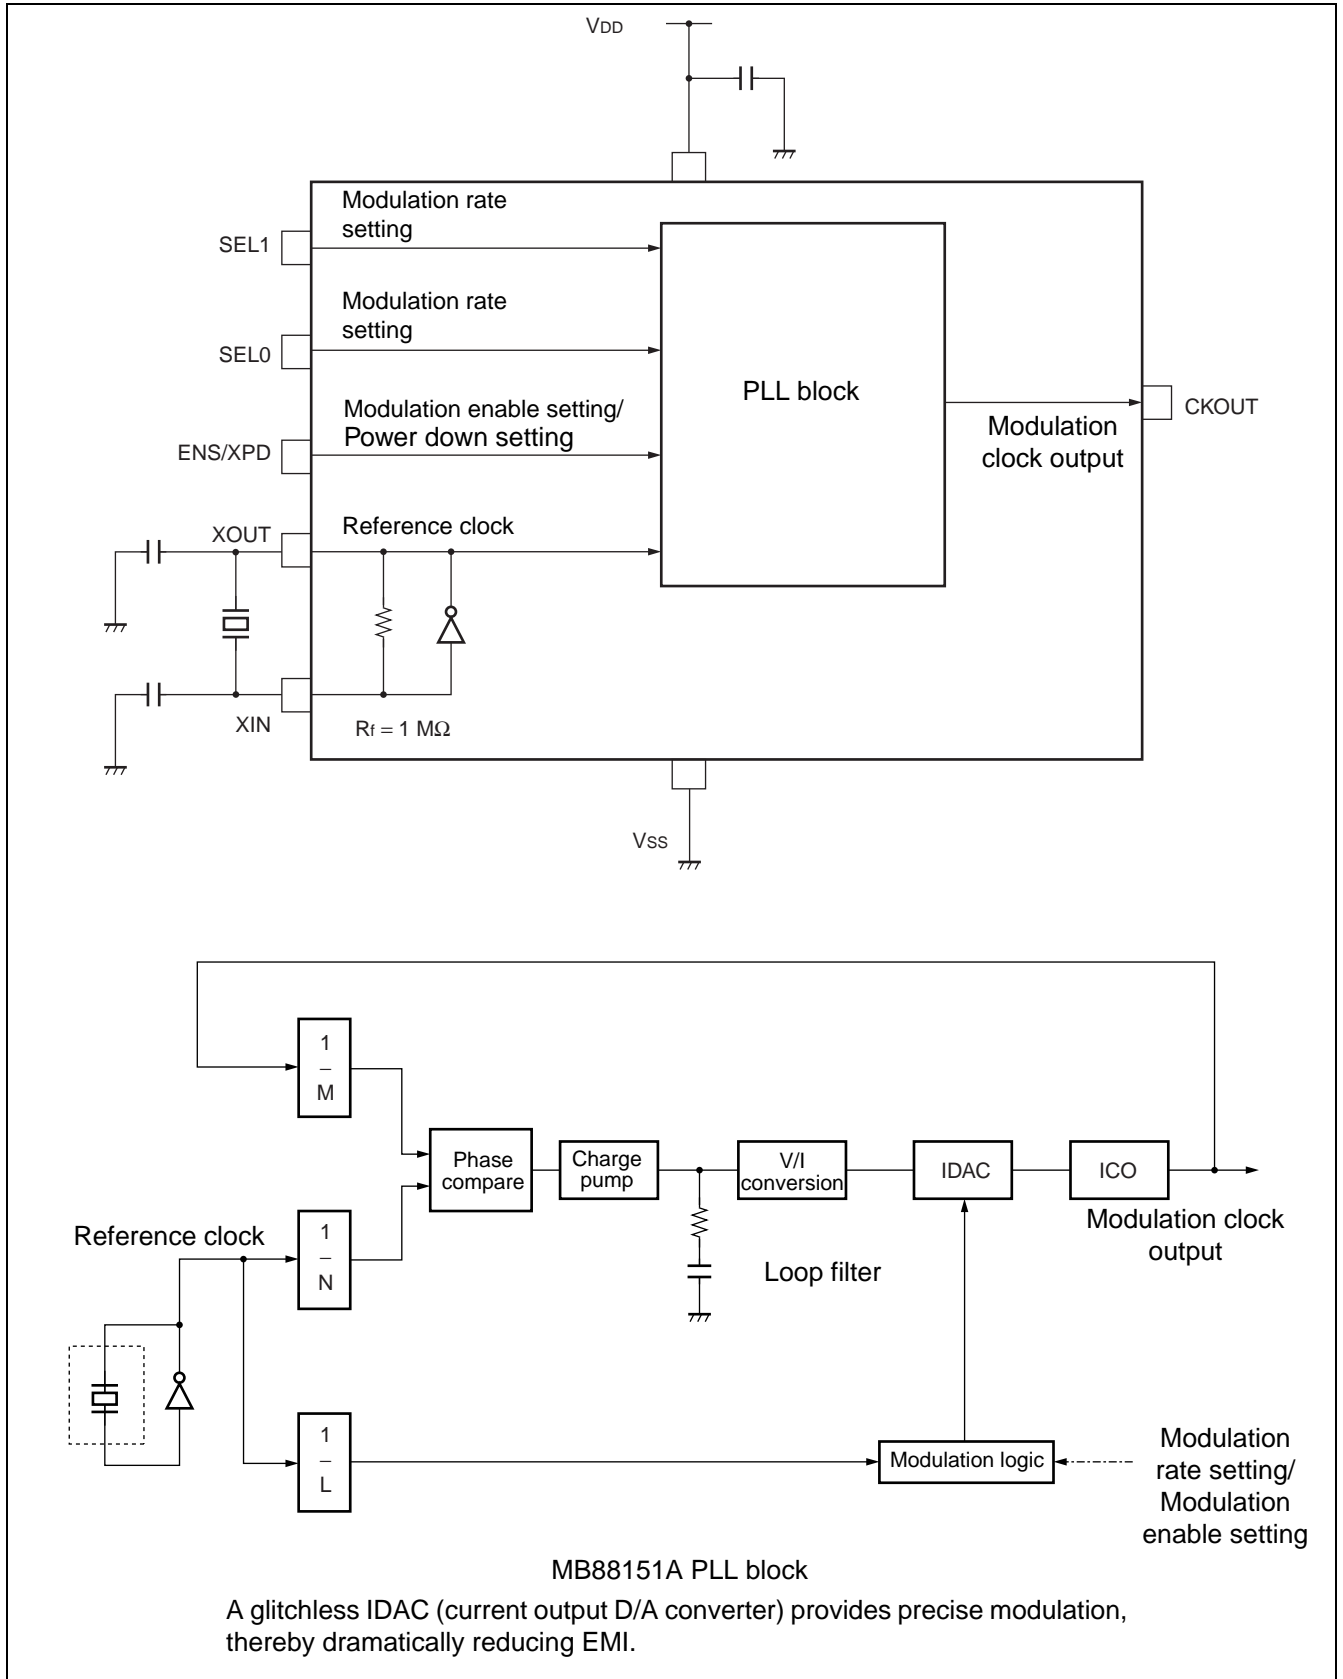 VDD
Modulation rate
setting
SEL1
Modulation rate
setting
SEL0
PLL block
Modulation enable setting/
Power down setting
ENS/XPD
CKOUT
Modulation
clock output
XOUT
Reference clock
XIN
Rf = 1 MΩ
VSS
1
–
M
Phase
compare
Charge
pump
V/I
conversion
IDAC
ICO
Reference clock
1
–
N
Modulation clock
output
Loop filter
1
–
L
Modulation logic
Modulation
rate setting/
Modulation
enable setting
MB88151A PLL block
A glitchless IDAC (current output D/A converter) provides precise modulation,
thereby dramatically reducing EMI.